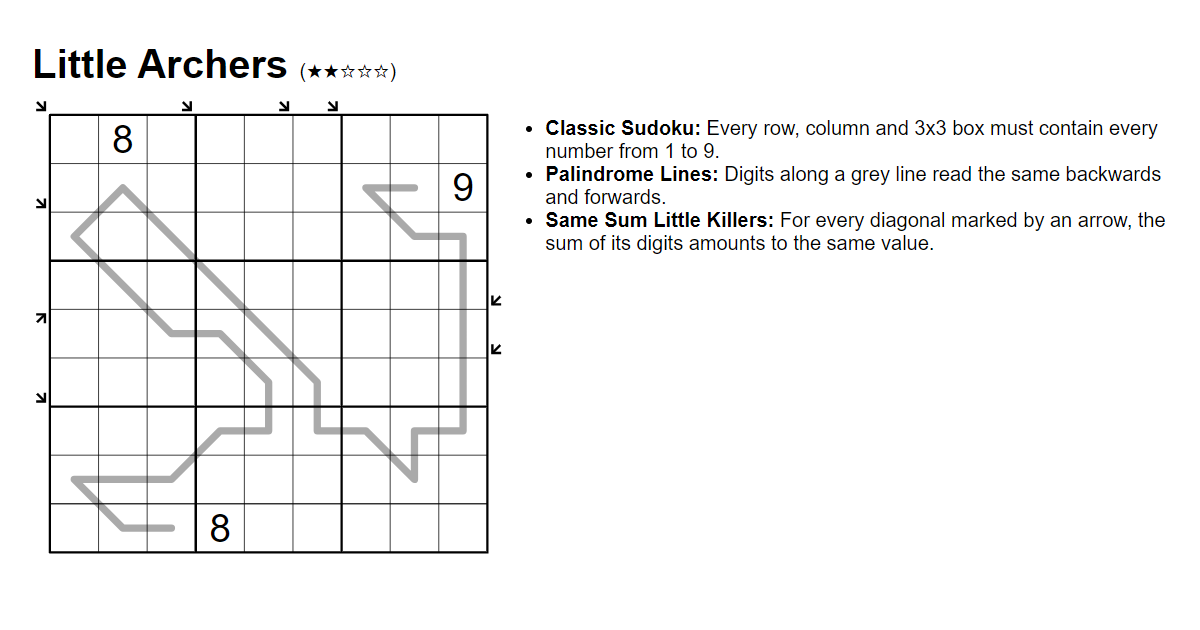 Little Archers (★★☆☆☆)
8
9
8
• Classic Sudoku: Every row, column and 3x3 box must contain every
number from 1 to 9.
• Palindrome Lines: Digits along a grey line read the same backwards
and forwards.
• Same Sum Little Killers: For every diagonal marked by an arrow, the
sum of its digits amounts to the same value.